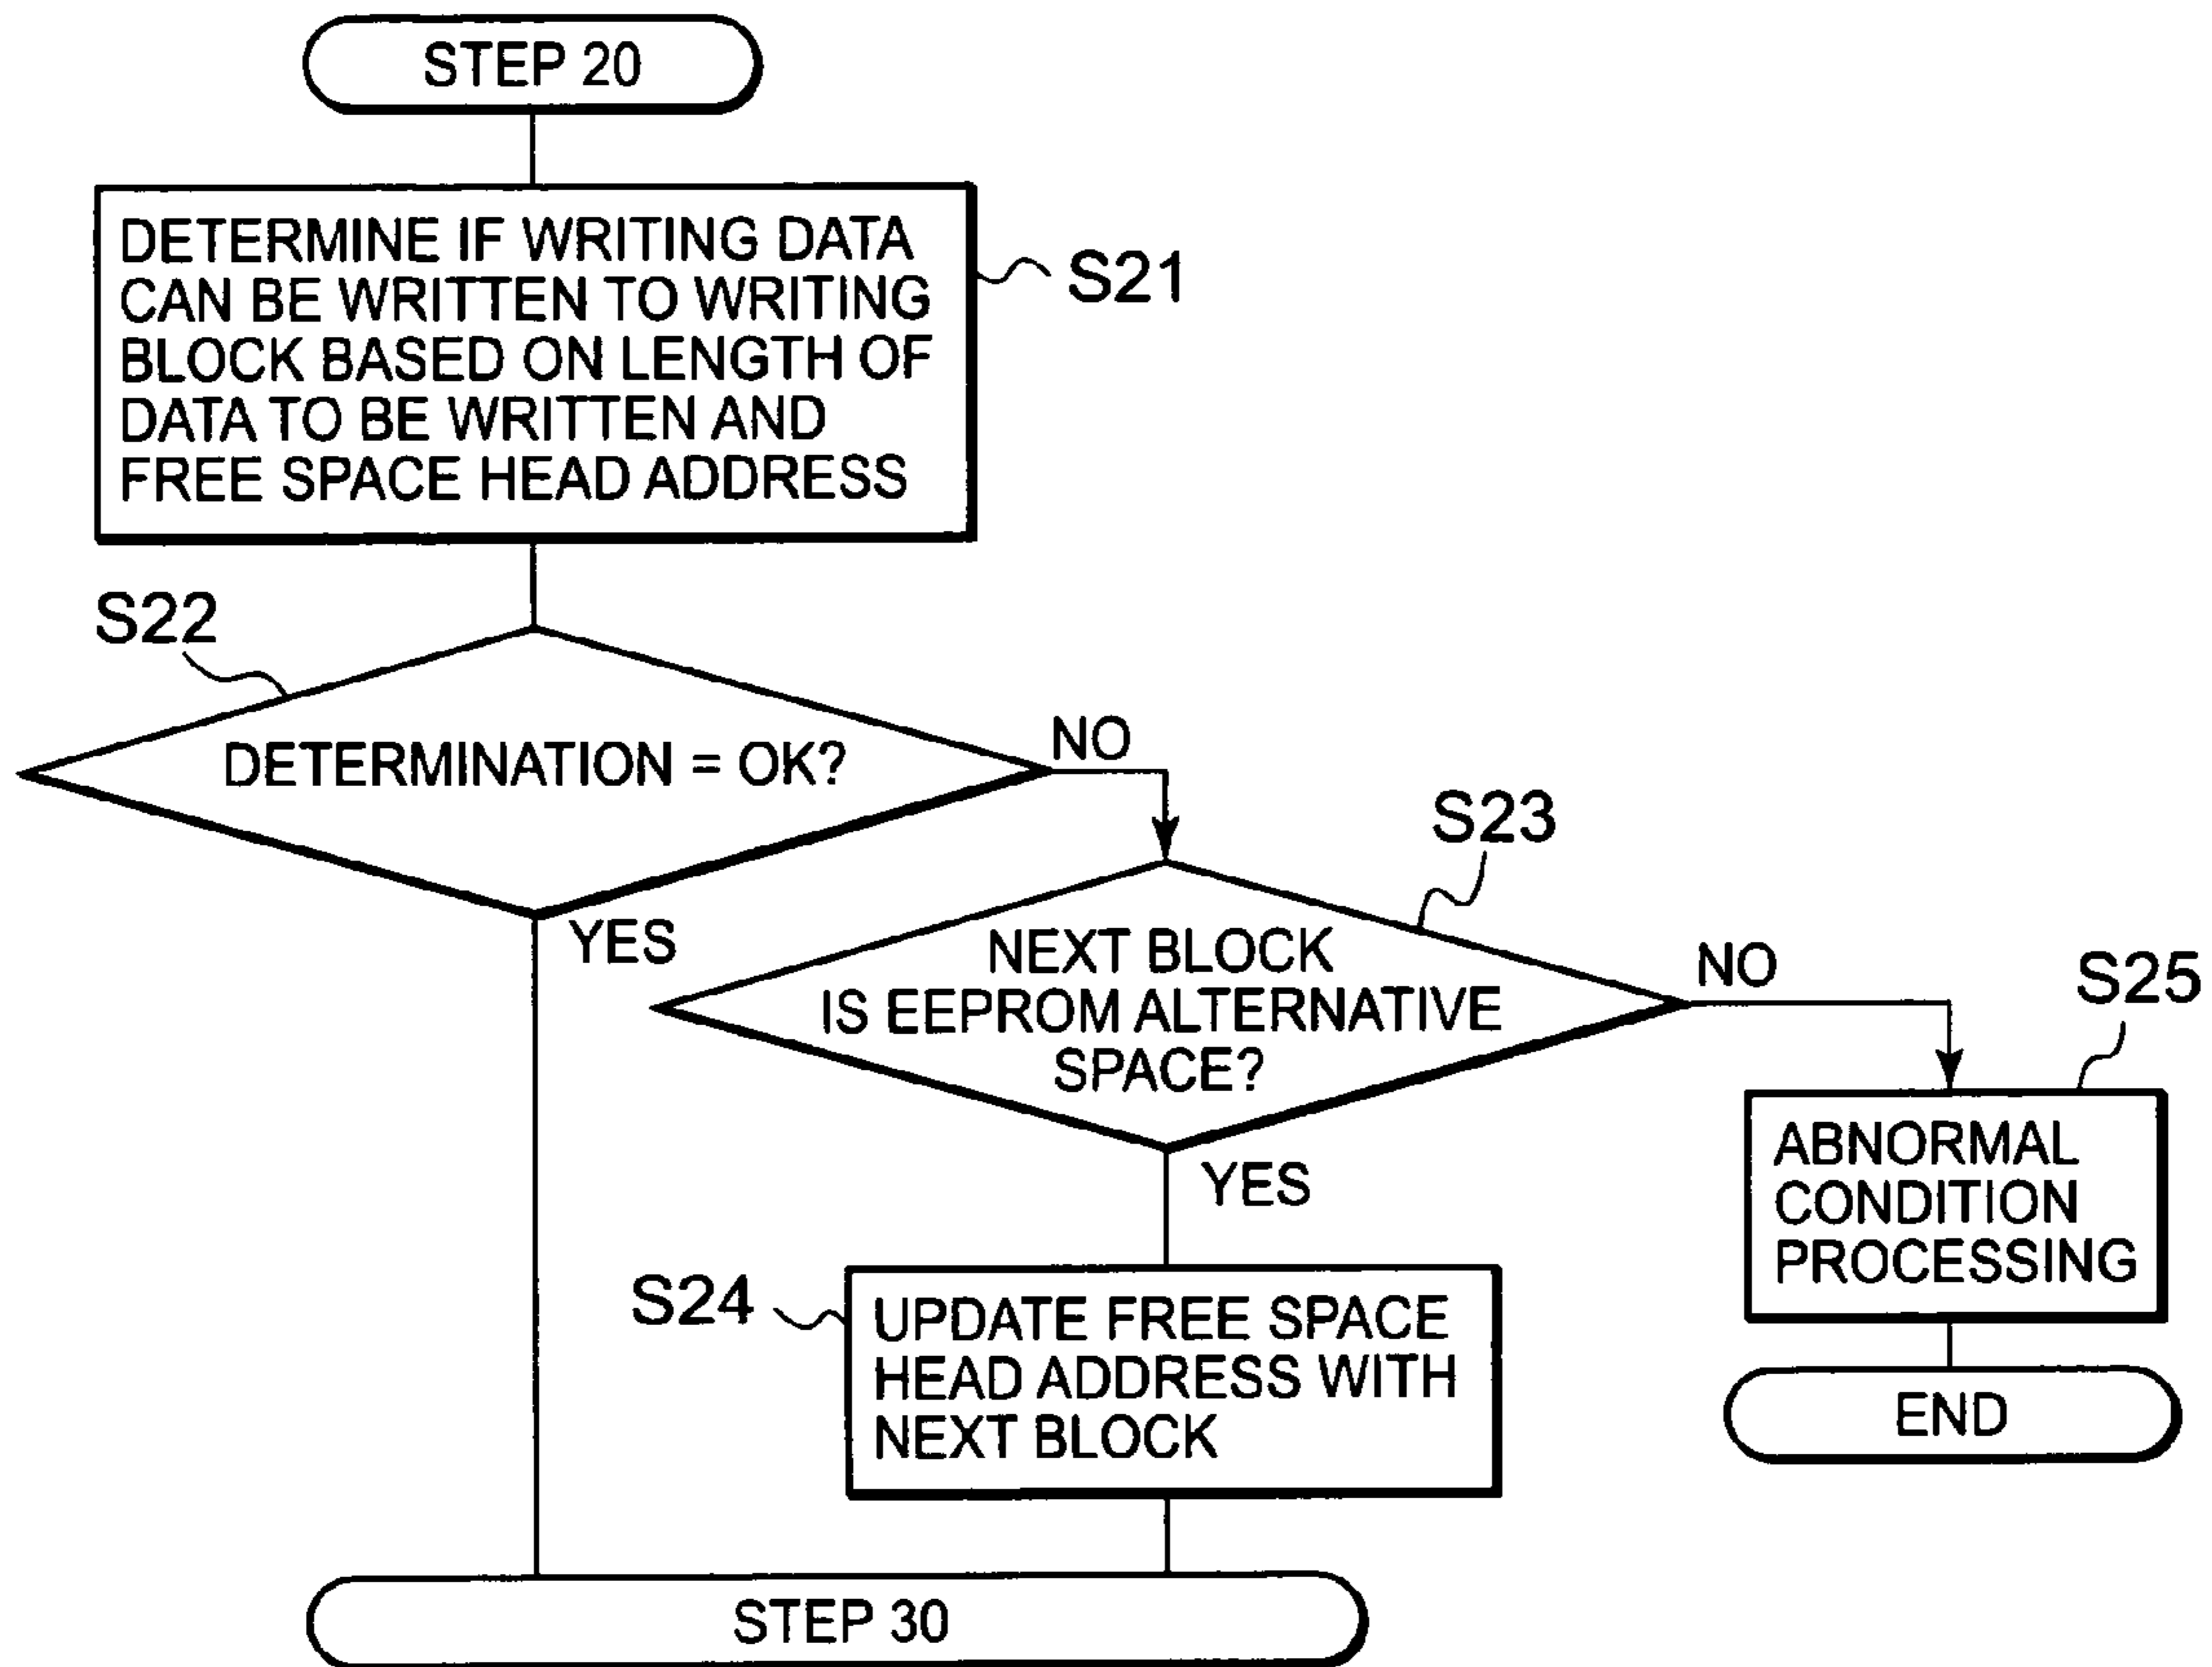 STEP 20
DETERMINE IF WRITING DATA
CAN BE WRITTEN TO WRITING
BLOCK BASED ON LENGTH OF
DATA TO BE WRITTEN AND
FREE SPACE HEAD ADDRESS
S21
S22
DETERMINATION = OK?
NO
YES
S23
NEXT BLOCK
IS EEPROM ALTERNATIVE
SPACE?
NO
YES
S25
ABNORMAL
CONDITION
PROCESSING
END
S24
UPDATE FREE SPACE
HEAD ADDRESS WITH
NEXT BLOCK
STEP 30